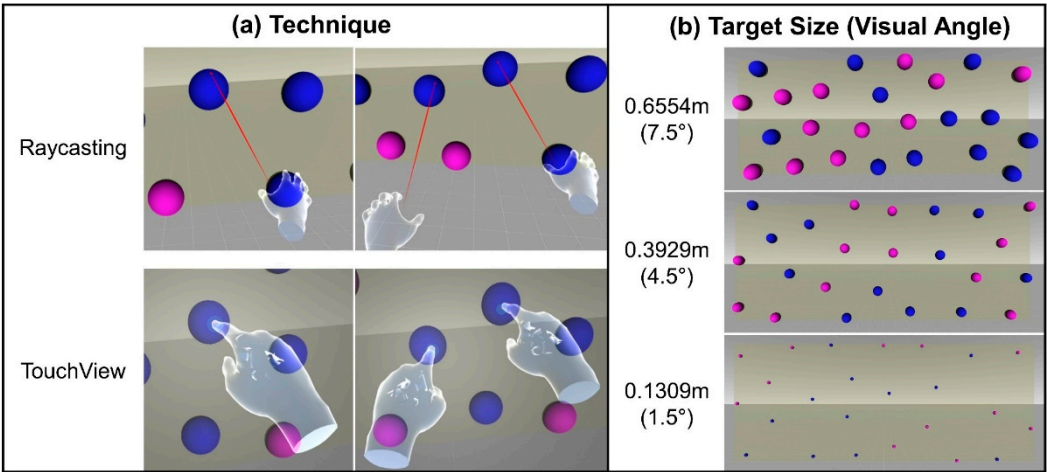 (a) Technique
Raycasting
TouchView
(b) Target Size (Visual Angle)
0.6554m
(7.5°)
0.3929m
(4.5°)
0.1309m
(1.5°)